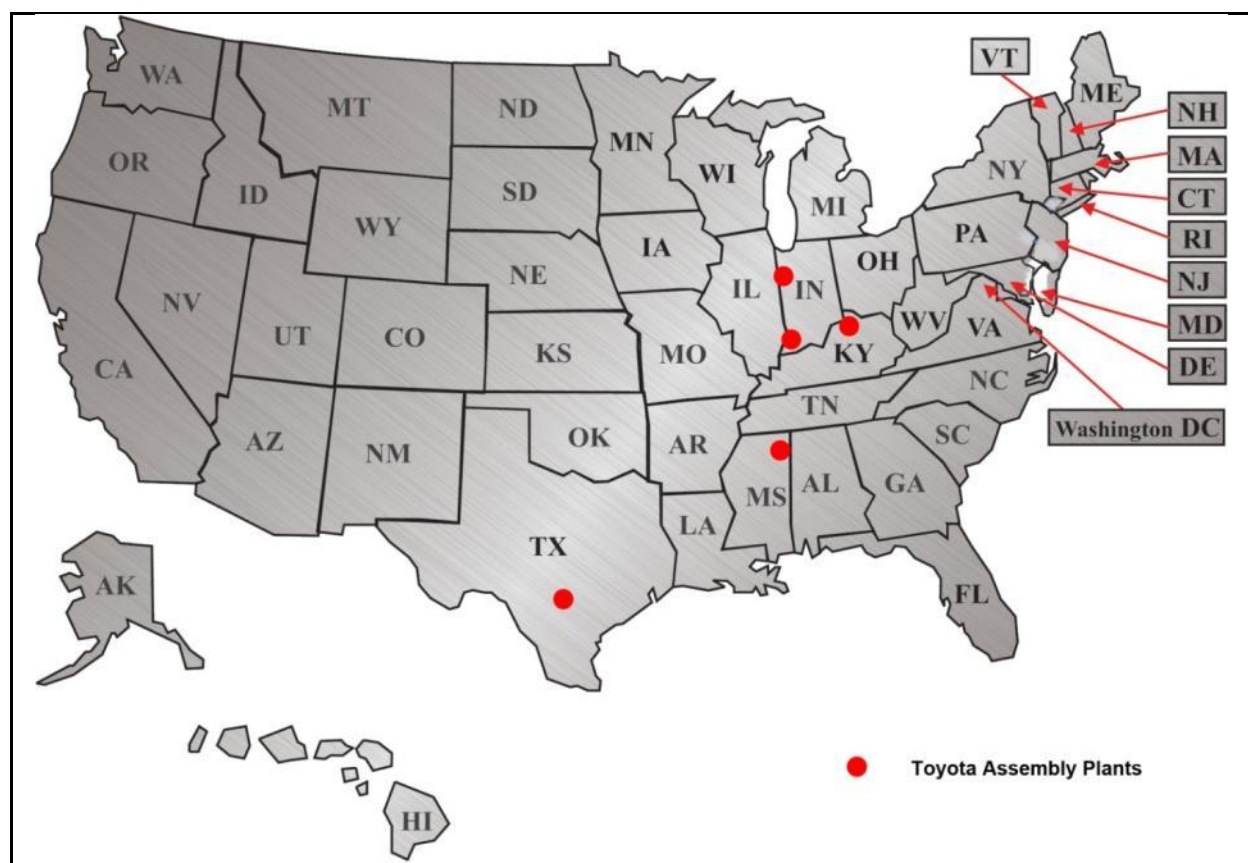 WA
MT
ND
MN
VT
ME
NH
OR
ID
SD
WI
MI
NY
MA
WY
CT
IA
PA
RI
NE
IL
IN
OH
NJ
NV
UT
CO
KS
MO
KY
WV
VA
MD
CA
DE
NC
TN
AZ
NM
OK
AR
SC
Washington DC
MS
AL
GA
LA
TX
AK
FL
Toyota Assembly Plants
HI